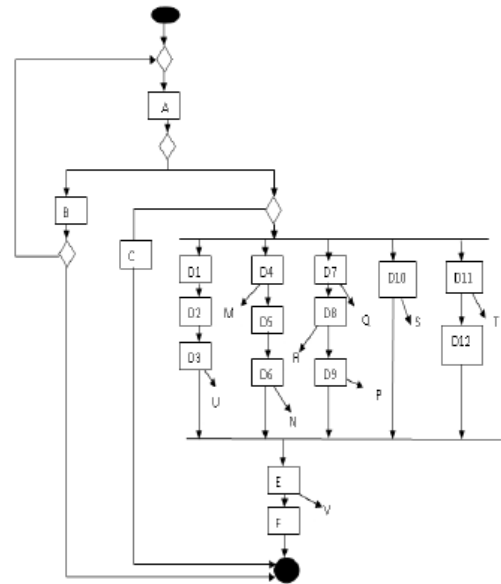 A
B
C
D1 D4 D7 D10 D11
M Q S T
D2 D5 D8 D12
R
D3 D6 D9
U N P
E
V
F